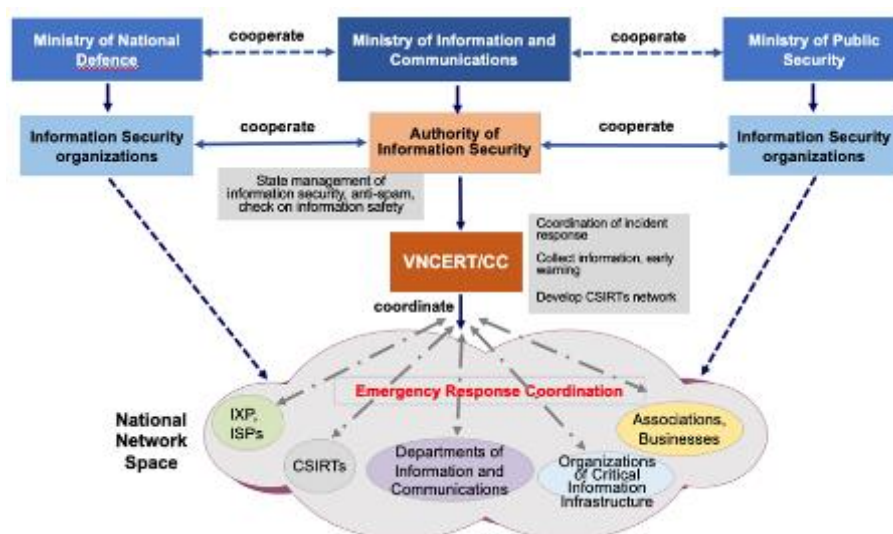 Ministry of National
Defence
cooperate
Ministry of Information and
Communications
cooperate
Ministry of Public
Security
Information Security
organizations
cooperate
Authority of
Information Security
cooperate
Information Security
organizations
State management of
information security, anti-spam,
check on information safety
VNCERT/CC
Coordination of incident
response
Collect information, early
warning
Develop CSIRTs network
coordinate
Emergency Response Coordination
National
Network
Space
IXP,
ISPs
CSIRTs
Departments of
Information and
Communications
Organizations
of Critical
Information
Infrastructure
Associations,
Businesses